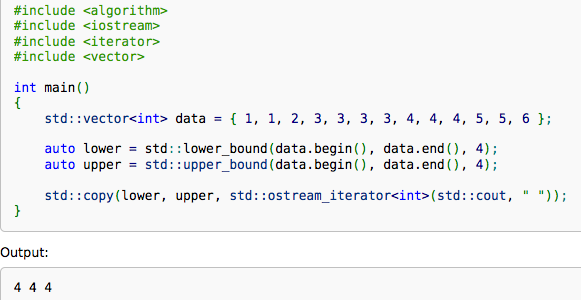 #include <algorithm>
#include <iostream>
#include <iterator>
#include <vector>
int main()
{
    std::vector<int> data = { 1, 1, 2, 3, 3, 3, 3, 4, 4, 4, 5, 5, 6 };
    auto lower = std::lower_bound(data.begin(), data.end(), 4);
    auto upper = std::upper_bound(data.begin(), data.end(), 4);
    std::copy(lower, upper, std::ostream_iterator<int>(std::cout, " "));
}
Output:
4 4 4